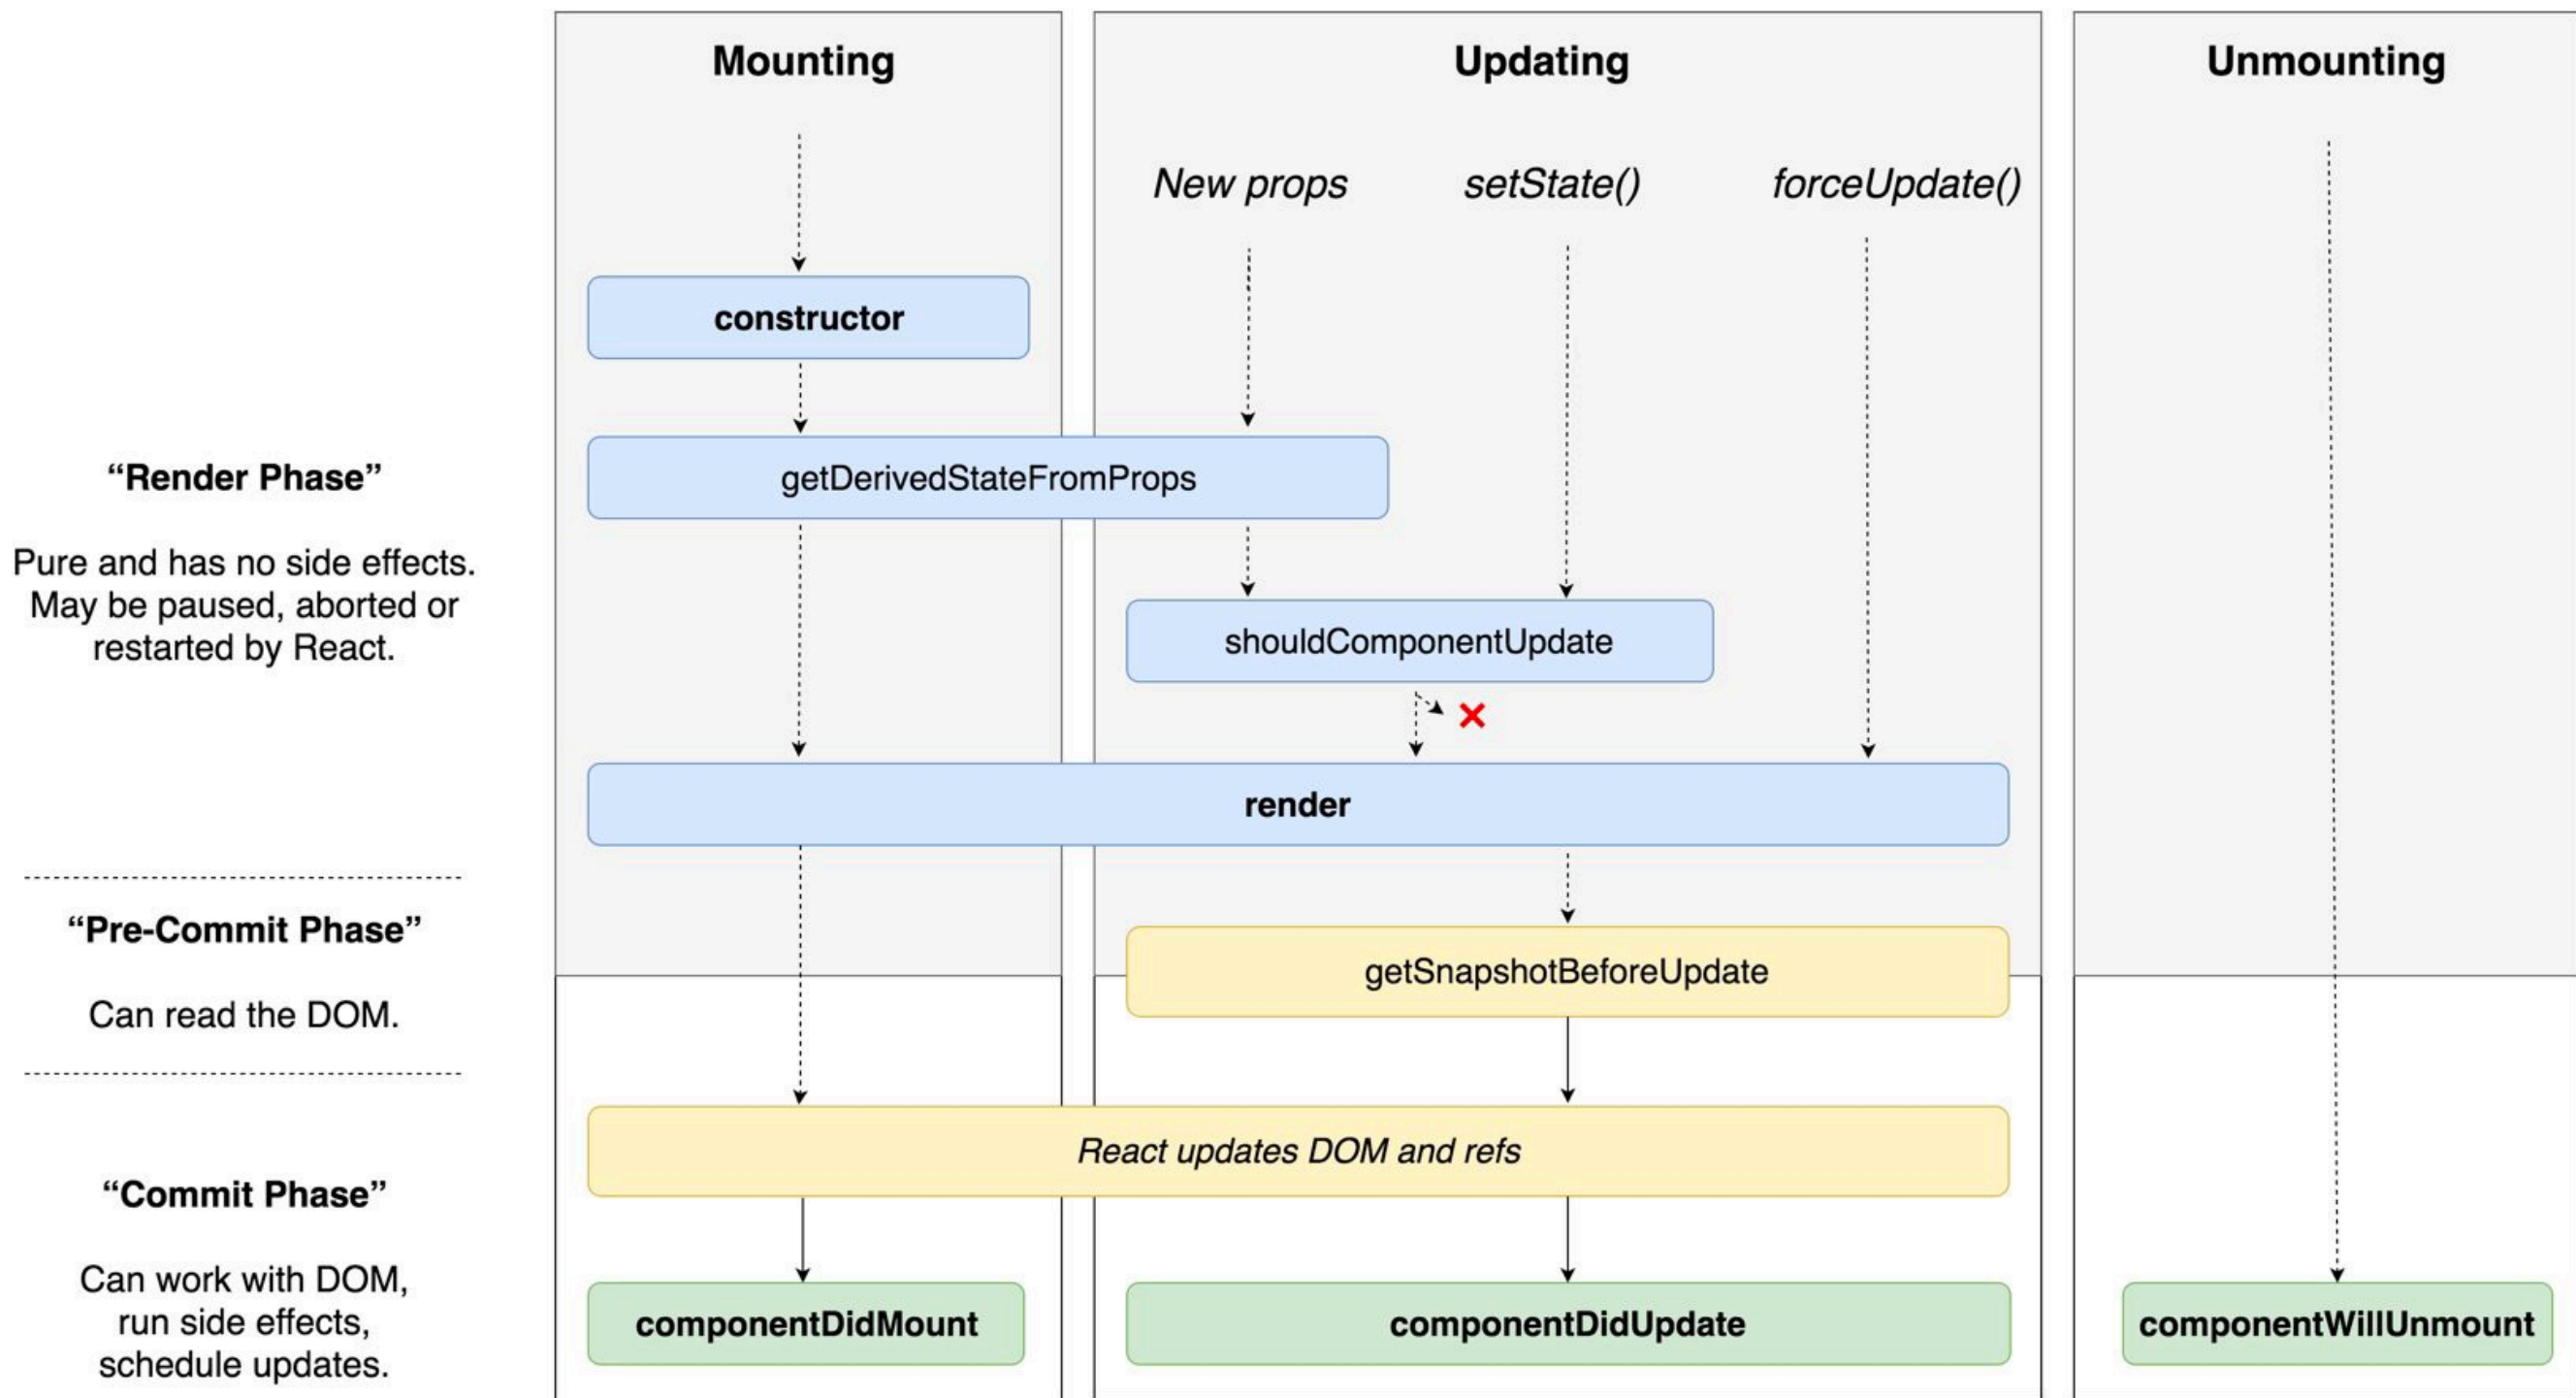 Mounting
Updating
Unmounting
New props
setState()
forceUpdate()
constructor
“Render Phase”
getDerivedStateFromProps
Pure and has no side effects.
May be paused, aborted or
restarted by React.
shouldComponentUpdate
render
“Pre-Commit Phase”
getSnapshotBeforeUpdate
Can read the DOM.
React updates DOM and refs
“Commit Phase”
Can work with DOM,
run side effects,
schedule updates.
componentDidMount
componentDidUpdate
componentWillUnmount